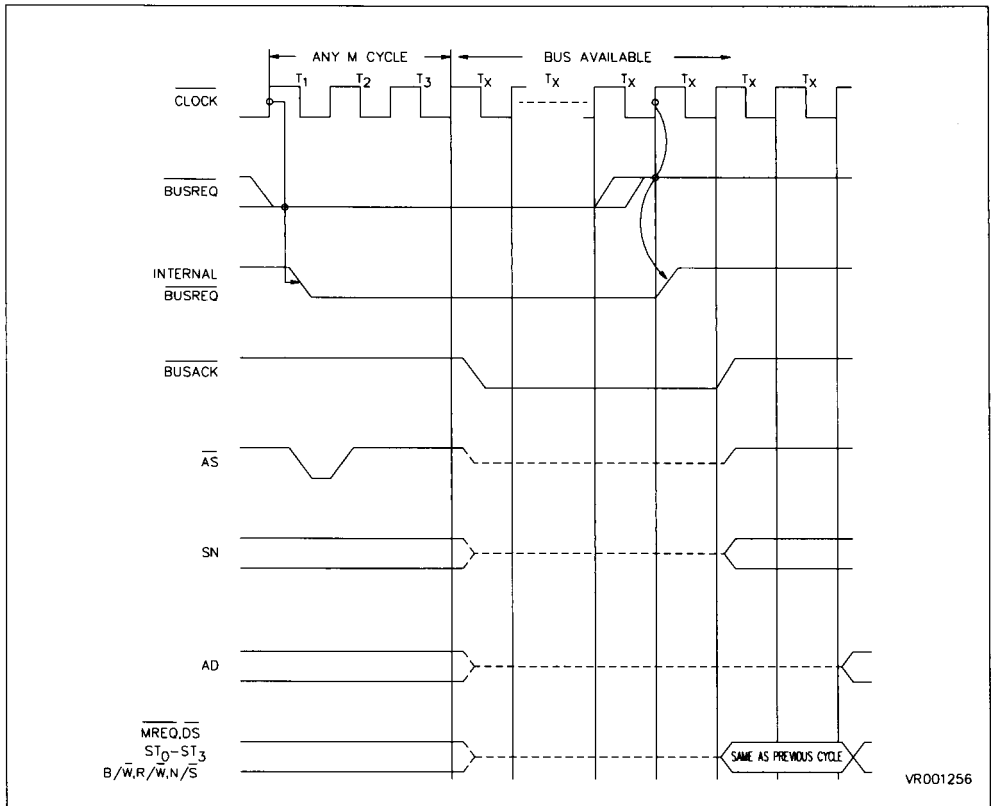 ANY M CYCLE BUS AVAILABLE
T1 T2 T3 TX TX TX TX TX TX
CLOCK
BUSREQ
INTERNAL
BUSREQ
BUSACK
AS
SN
AD
MREQ,DS
ST0-ST3
B/W,R/W,N/S
SAME AS PREVIOUS CYCLE
VR001256